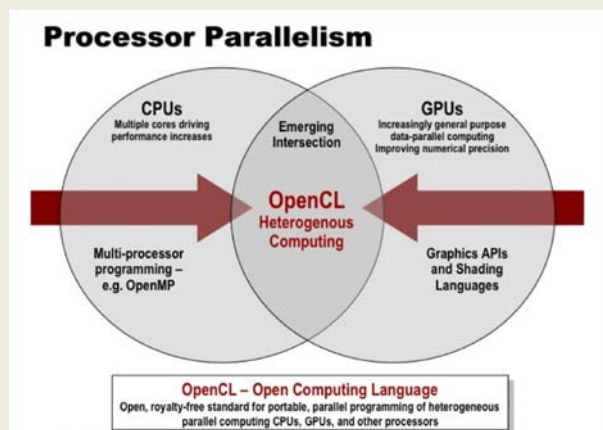 Processor Parallelism
CPUs
Multiple cores driving
performance increases
Emerging
Intersection
GPUs
Increasingly general purpose
data-parallel computing
Improving numerical precision
OpenCL
Heterogenous
Computing
Multi-processor
programming –
e.g. OpenMP
Graphics APIs
and Shading
Languages
OpenCL – Open Computing Language
Open, royalty-free standard for portable, parallel programming of heterogeneous
parallel computing CPUs, GPUs, and other processors